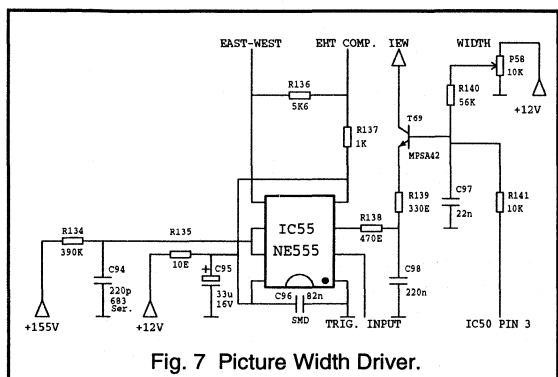 EAST-WEST
EHT COMP.
IEW
WIDTH
P58
10K
R136
5K6
R140
56K
+12V
T69
R137
1K
MPSA42
R139
330E
C97
22n
R141
10K
IC55
NE555
R138
470E
R134
390K
R135
10E
C94
220p
683
Ser.
C95
+
33u
16V
C96
82n
SMD
C98
220n
+155V
+12V
TRIG. INPUT
IC50 PIN 3
Fig. 7 Picture Width Driver.